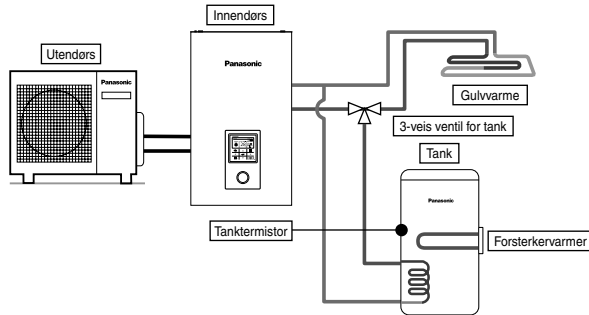 Innendørs
Utendørs
Panasonic
Panasonic
Gulvvarme
3-veis ventil for tank
Tank
Panasonic
Tanktermistor
Forsterkervarmer